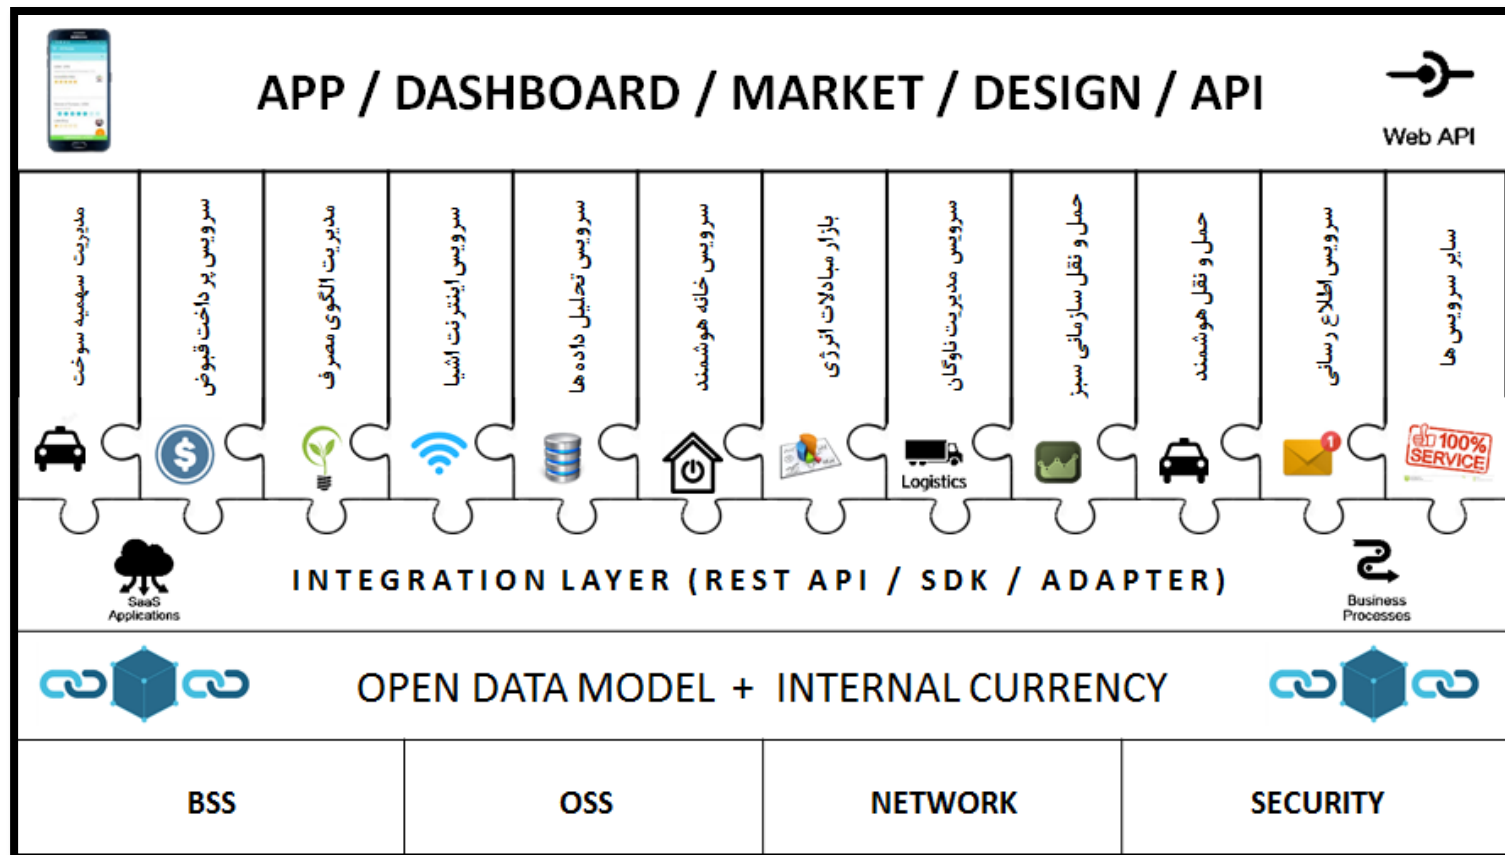 APP / DASHBOARD / MARKET / DESIGN / API
Web API
مدیریت سهمیه سوخت
سرویس پرداخت قبوض
مدیریت الگوی مصرف
سرویس اینترنت اشیا
سرویس تحلیل داده ها
سرویس خانه هوشمند
بازار مبادلات انرژی
سرویس مدیریت ناوگان
حمل و نقل سازمانی سبز
حمل و نقل هوشمند
سرویس اطلاع رسانی
سایر سرویس ها
$
Logistics
1
100%
SERVICE
INTEGRATION LAYER (REST API / SDK / ADAPTER)
SaaS
Applications
Business
Processes
OPEN DATA MODEL + INTERNAL CURRENCY
BSS
OSS
NETWORK
SECURITY